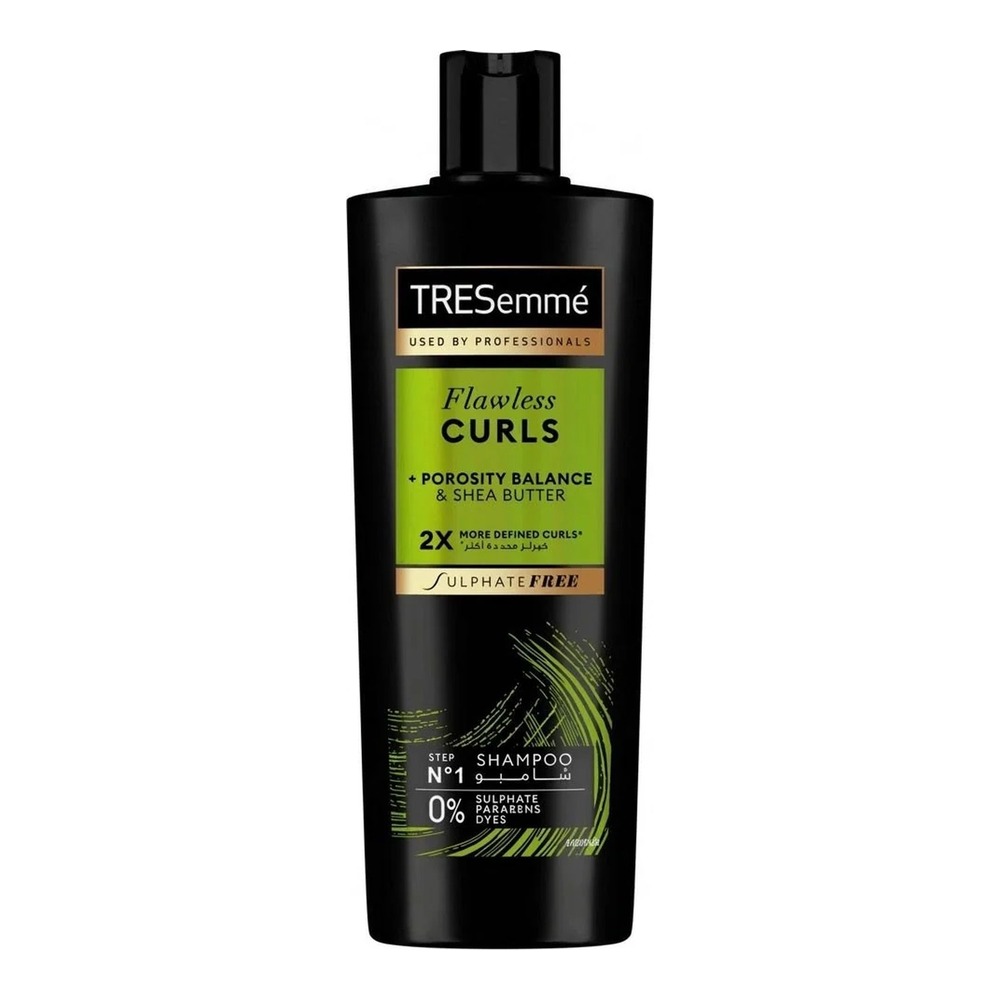 TRESemmé
USED BY PROFESSIONALS
Flawless
CURLS
+ POROSITY BALANCE
& SHEA BUTTER
2X MORE DEFINED CURLS*
كيرلز محددة أكثر*
SULPHATE FREE
STEP
N°1
SHAMPOO
شامبو
0%
SULPHATE
PARABENS
DYES